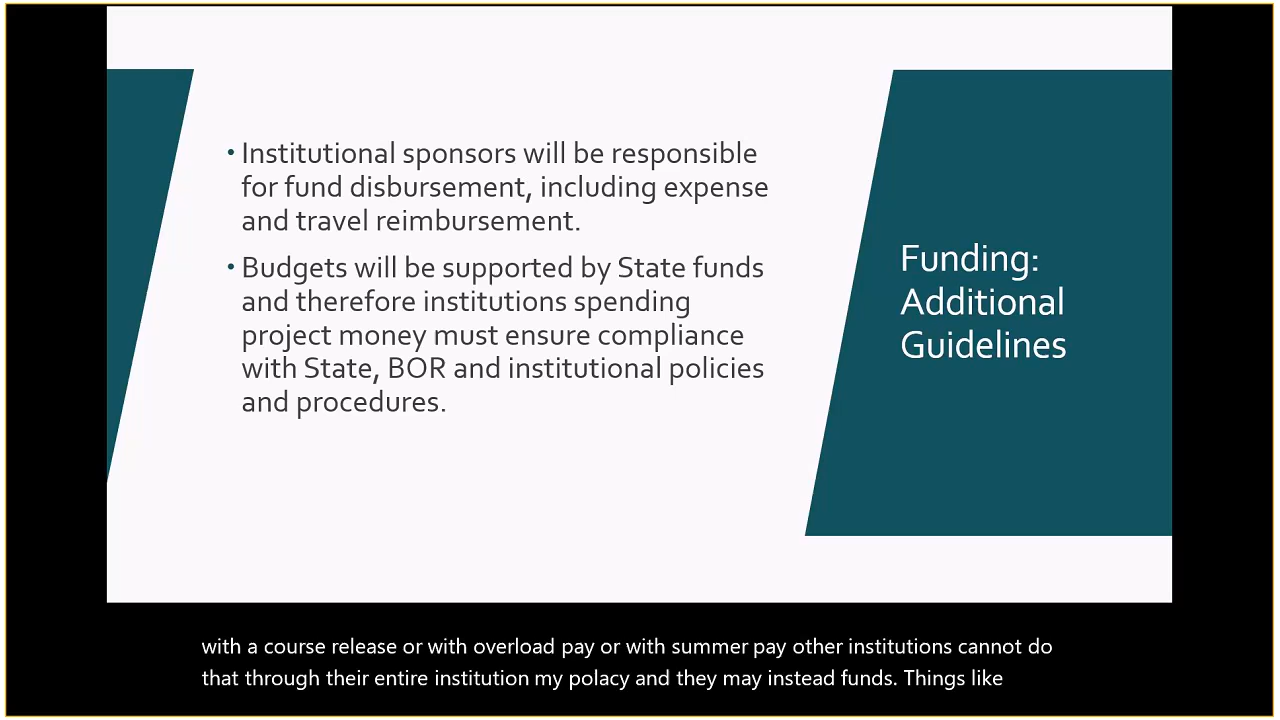 • Institutional sponsors will be responsible
for fund disbursement, including expense
and travel reimbursement.
• Budgets will be supported by State funds
and therefore institutions spending
project money must ensure compliance
with State, BOR and institutional policies
and procedures.
Funding:
Additional
Guidelines
with a course release or with overload pay or with summer pay other institutions cannot do
that through their entire institution my polacy and they may instead funds. Things like